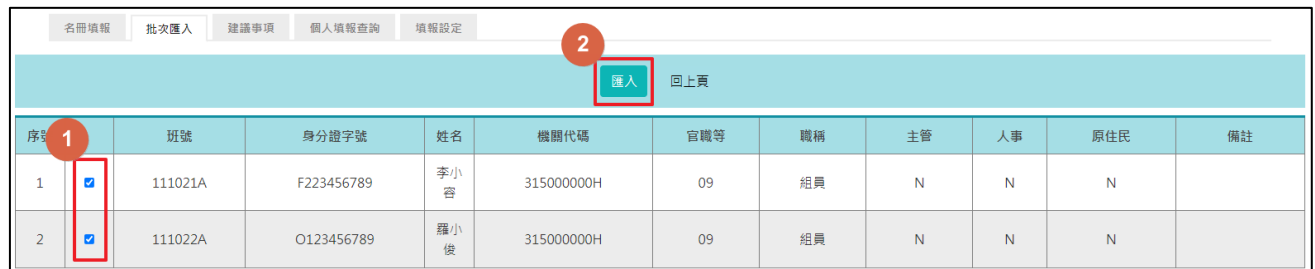 名冊填報 批次匯入 建議事項 個人填報查詢 填報設定
2
匯入 回上頁
1
序號 班號 身分證字號 姓名 機關代碼 官職等 職稱 主管 人事 原住民 備註
1 111021A F223456789 李小容 315000000H 09 組員 N N N
2 111022A O123456789 羅小俊 315000000H 09 組員 N N N